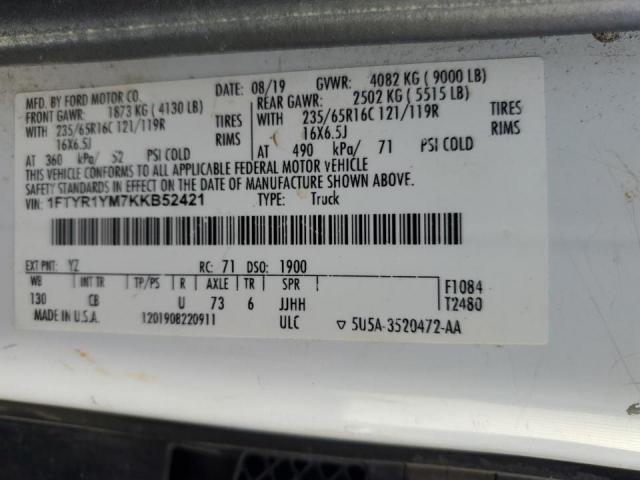 MFD. BY FORD MOTOR CO. DATE: 08/19 GVWR: 4082 KG ( 9000 LB)
FRONT GAWR: 1873 KG ( 4130 LB) REAR GAWR: 2502 KG ( 5515 LB)
WITH 235/65R16C 121/119R TIRES WITH 235/65R16C 121/119R TIRES
16X6.5J RIMS 16X6.5J RIMS
AT 360 kPa/ 52 PSI COLD AT 490 kPa/ 71 PSI COLD
THIS VEHICLE CONFORMS TO ALL APPLICABLE FEDERAL MOTOR VEHICLE
SAFETY STANDARDS IN EFFECT ON THE DATE OF MANUFACTURE SHOWN ABOVE.
VIN: 1FTYR1YM7KKB52421 TYPE: Truck
EXT PNT: YZ RC: 71 DSO: 1900
WB INT TR TP/PS R AXLE TR SPR F1084
130 CB U 73 6 JJHH T2480
MADE IN U.S.A. 1201908220911 ULC ▽ 5U5A-3520472-AA